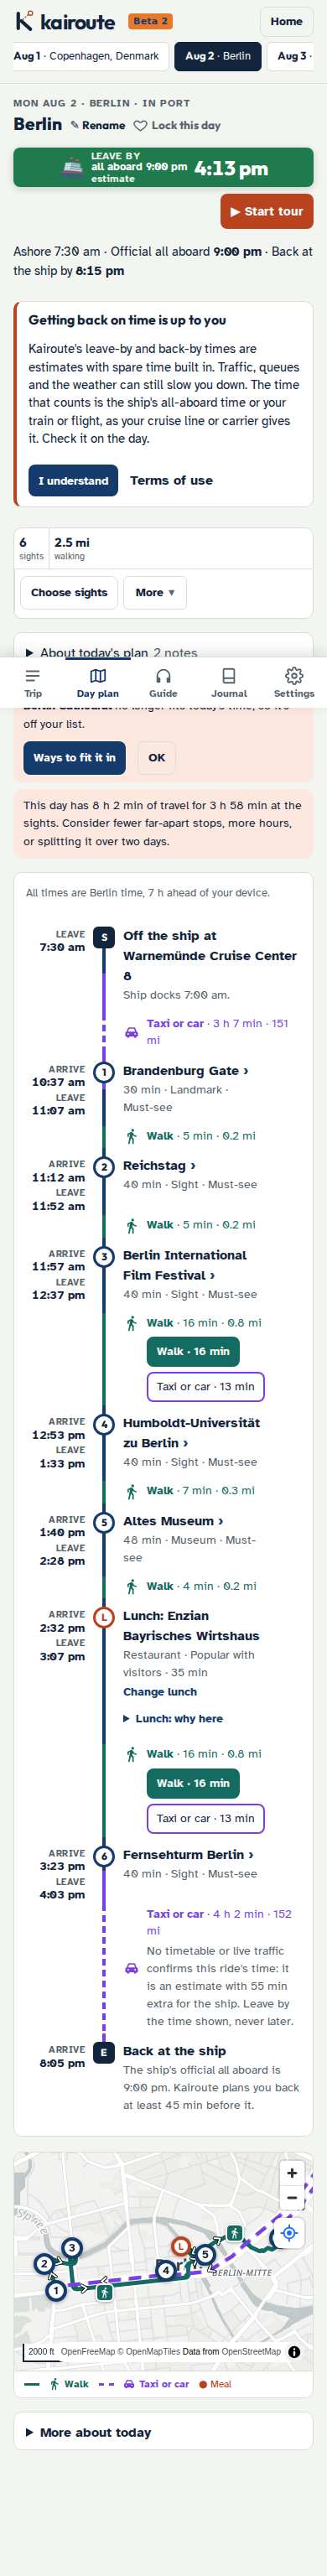 kairoute Beta 2 Home
Aug 1 · Copenhagen, Denmark Aug 2 · Berlin Aug 3 ·
MON AUG 2 · BERLIN · IN PORT
Berlin ✎ Rename Lock this day
LEAVE BY
all aboard 9:00 pm 4:13 pm
estimate
▶ Start tour
Ashore 7:30 am · Official all aboard 9:00 pm · Back at
the ship by 8:15 pm
Getting back on time is up to you
Kairoute's leave-by and back-by times are
estimates with spare time built in. Traffic, queues
and weather can still slow you down. The time
that counts is the ship's all-aboard time or your
train or flight, as your cruise line or carrier gives
it. Check it on the day.
I understand Terms of use
6 2.5 mi
sights walking
Choose sights More ▾
▶ About today's plan 2 notes
Trip Day plan Guide Journal Settings
off your list.
Ways to fit it in OK
This day has 8 h 2 m of travel for 3 h 58 min at the
sights. Consider fewer far-apart stops, more hours,
or splitting it over two days.
All times are Berlin time, 7 h ahead of your device.
LEAVE S Off the ship at
7:30 am Warnemünde Cruise Center
8
Ship docks 7:00 am.
Taxi or car · 3 h 7 min · 151
mi
ARRIVE 1 Brandenburg Gate ›
10:37 am 30 min · Landmark ·
LEAVE Must-see
11:07 am
Walk · 5 min · 0.2 mi
ARRIVE 2 Reichstag ›
11:12 am 40 min · Sight · Must-see
LEAVE
11:52 am
Walk · 5 min · 0.2 mi
ARRIVE 3 Berlin International
11:57 am Film Festival ›
LEAVE 40 min · Sight · Must-see
12:37 pm
Walk · 16 min · 0.8 mi
Walk · 16 min
Taxi or car · 13 min
ARRIVE 4 Humboldt-Universität
12:53 pm zu Berlin ›
LEAVE 40 min · Sight · Must-see
1:33 pm
Walk · 7 min · 0.3 mi
ARRIVE 5 Altes Museum ›
1:40 pm 48 min · Museum · Must-
LEAVE see
2:28 pm
Walk · 4 min · 0.2 mi
ARRIVE L Lunch: Enzian
2:32 pm Bayrisches Wirtshaus
LEAVE Restaurant · Popular with
3:07 pm visitors · 35 min
Change lunch
▶ Lunch: why here
Walk · 16 min · 0.8 mi
Walk · 16 min
Taxi or car · 13 min
ARRIVE 6 Fernsehturm Berlin ›
3:23 pm 40 min · Sight · Must-see
LEAVE
4:03 pm
Taxi or car · 4 h 2 min · 152
mi
No timetable or live traffic
confirms this ride's time: it
is an estimate with 55 min
extra for the ship. Leave by
the time shown, never later.
ARRIVE E Back at the ship
8:05 pm The ship's official all aboard is
9:00 pm. Kairoute plans you back
at least 45 min before it.
+
−
Spree
3
2
1
L
5
4
BERLIN-MITTE
2000 ft OpenFreeMap © OpenMapTiles Data from OpenStreetMap
Walk Taxi or car Meal
▶ More about today